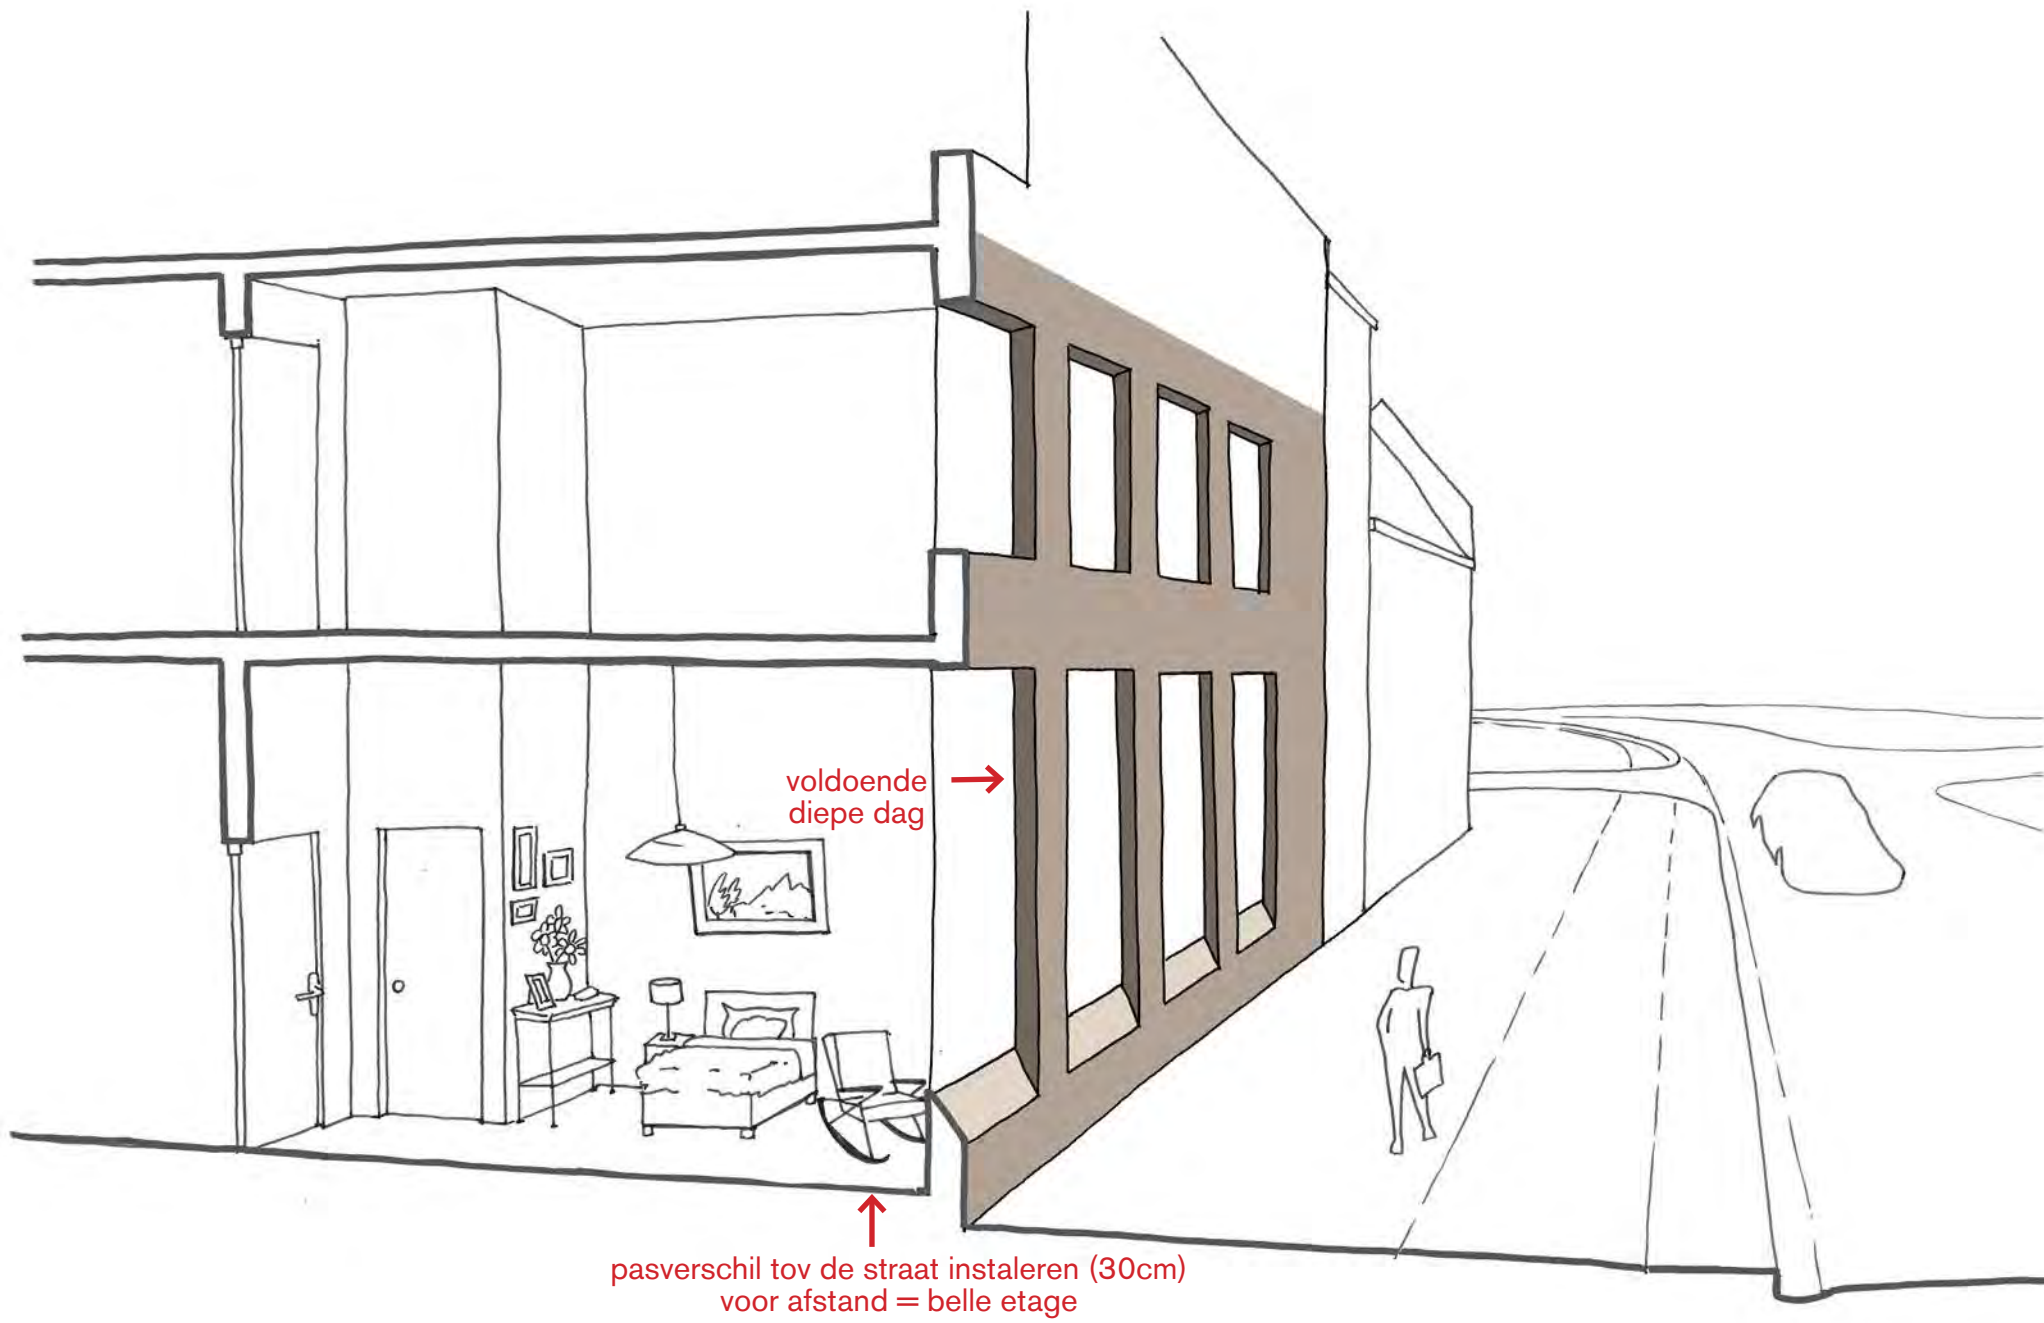 voldoende
diepe dag
pasverschil tov de straat instaleren (30cm)
voor afstand = belle etage